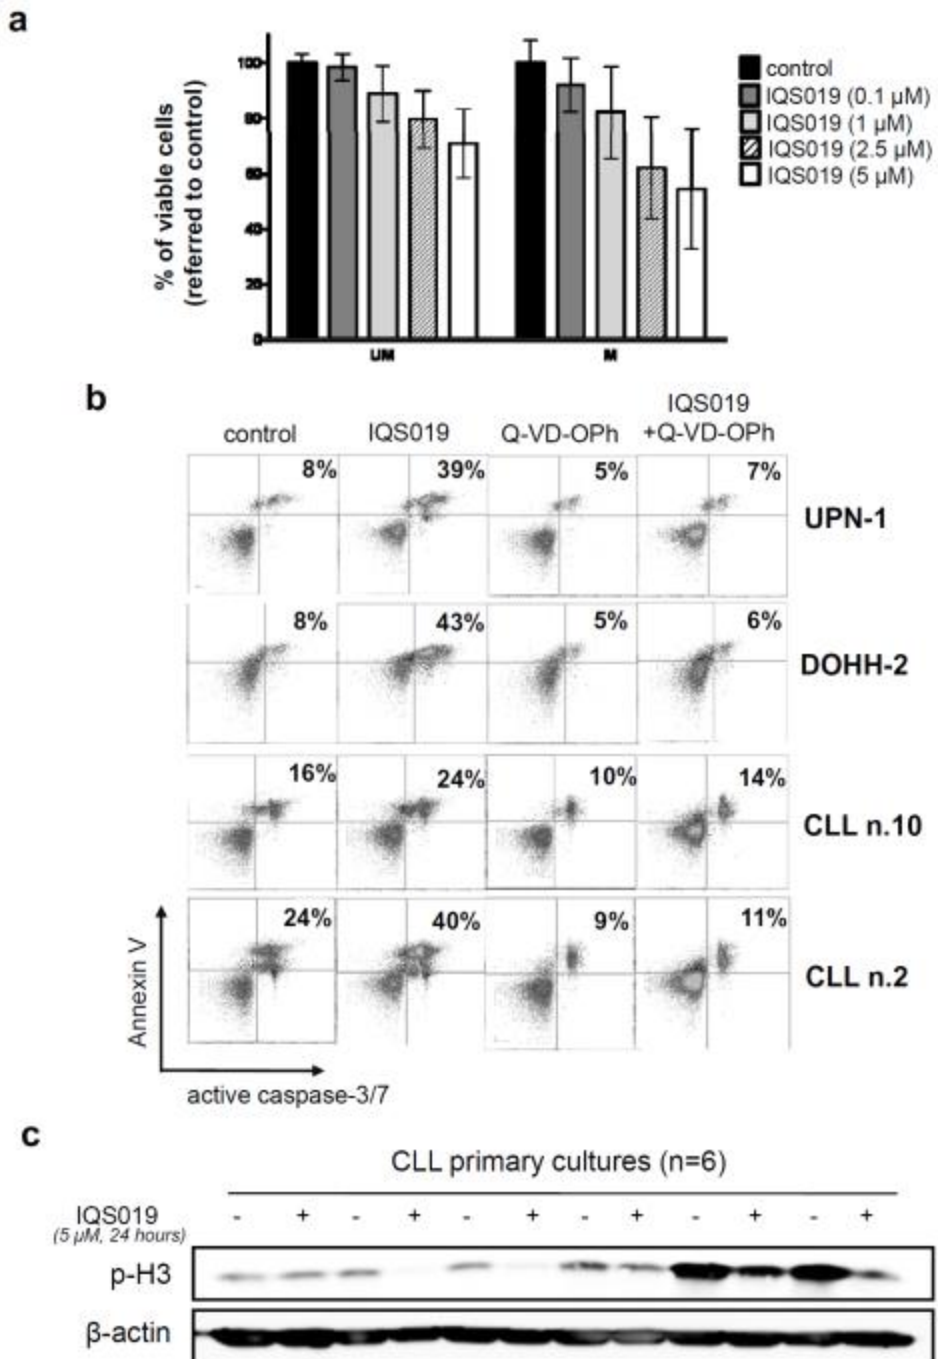 a
% of viable cells
(referred to control)
100
80
60
40
20
0
UM
M
control
IQS019 (0.1 µM)
IQS019 (1 µM)
IQS019 (2.5 µM)
IQS019 (5 µM)
b
control IQS019 Q-VD-OPh IQS019
+Q-VD-OPh
8% 39% 5% 7% UPN-1
8% 43% 5% 6% DOHH-2
16% 24% 10% 14% CLL n.10
24% 40% 9% 11% CLL n.2
Annexin V
active caspase-3/7
c
CLL primary cultures (n=6)
IQS019 - + - + - + - + - + - +
(5 µM, 24 hours)
p-H3
β-actin